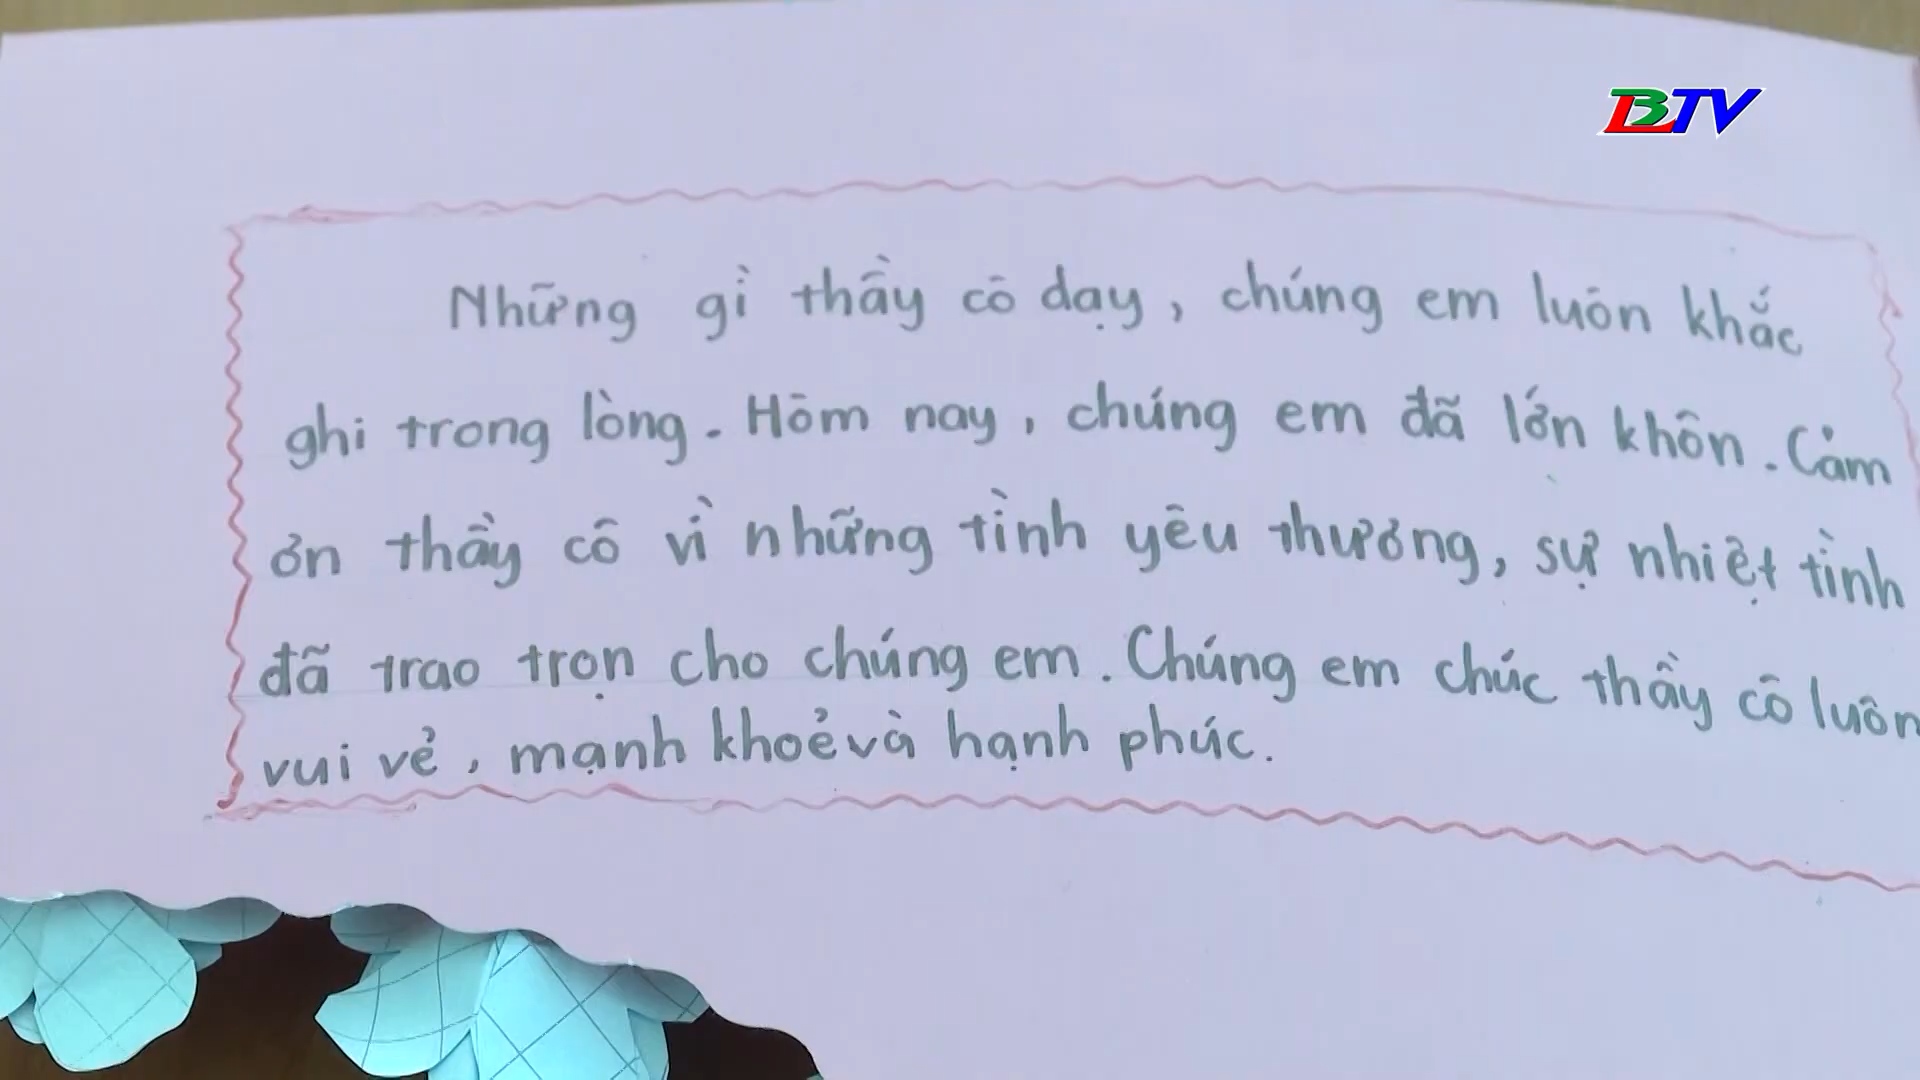 BTV
Những gì thầy cô dạy, chúng em luôn khắc
ghi trong lòng. Hôm nay, chúng em đã lớn khôn. Cảm
ơn thầy cô vì những tình yêu thương, sự nhiệt tình
đã trao trọn cho chúng em. Chúng em chúc thầy cô luôn
vui vẻ, mạnh khoẻ và hạnh phúc.